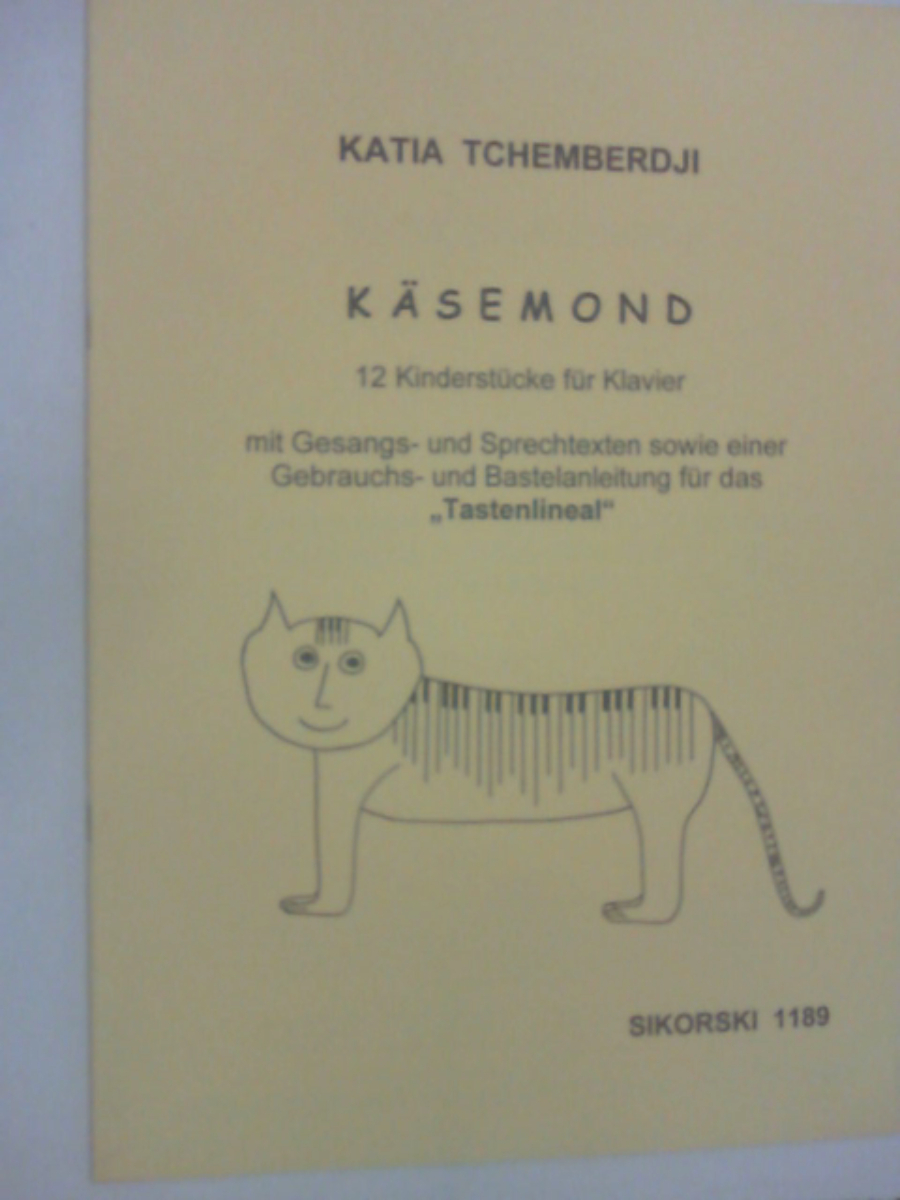 KATIA TCHEMBERDJI
KÄSEMOND
12 Kinderstücke für Klavier
mit Gesangs- und Sprechtexten sowie einer
Gebrauchs- und Bastelanleitung für das
„Tastenlineal“
SIKORSKI 1189